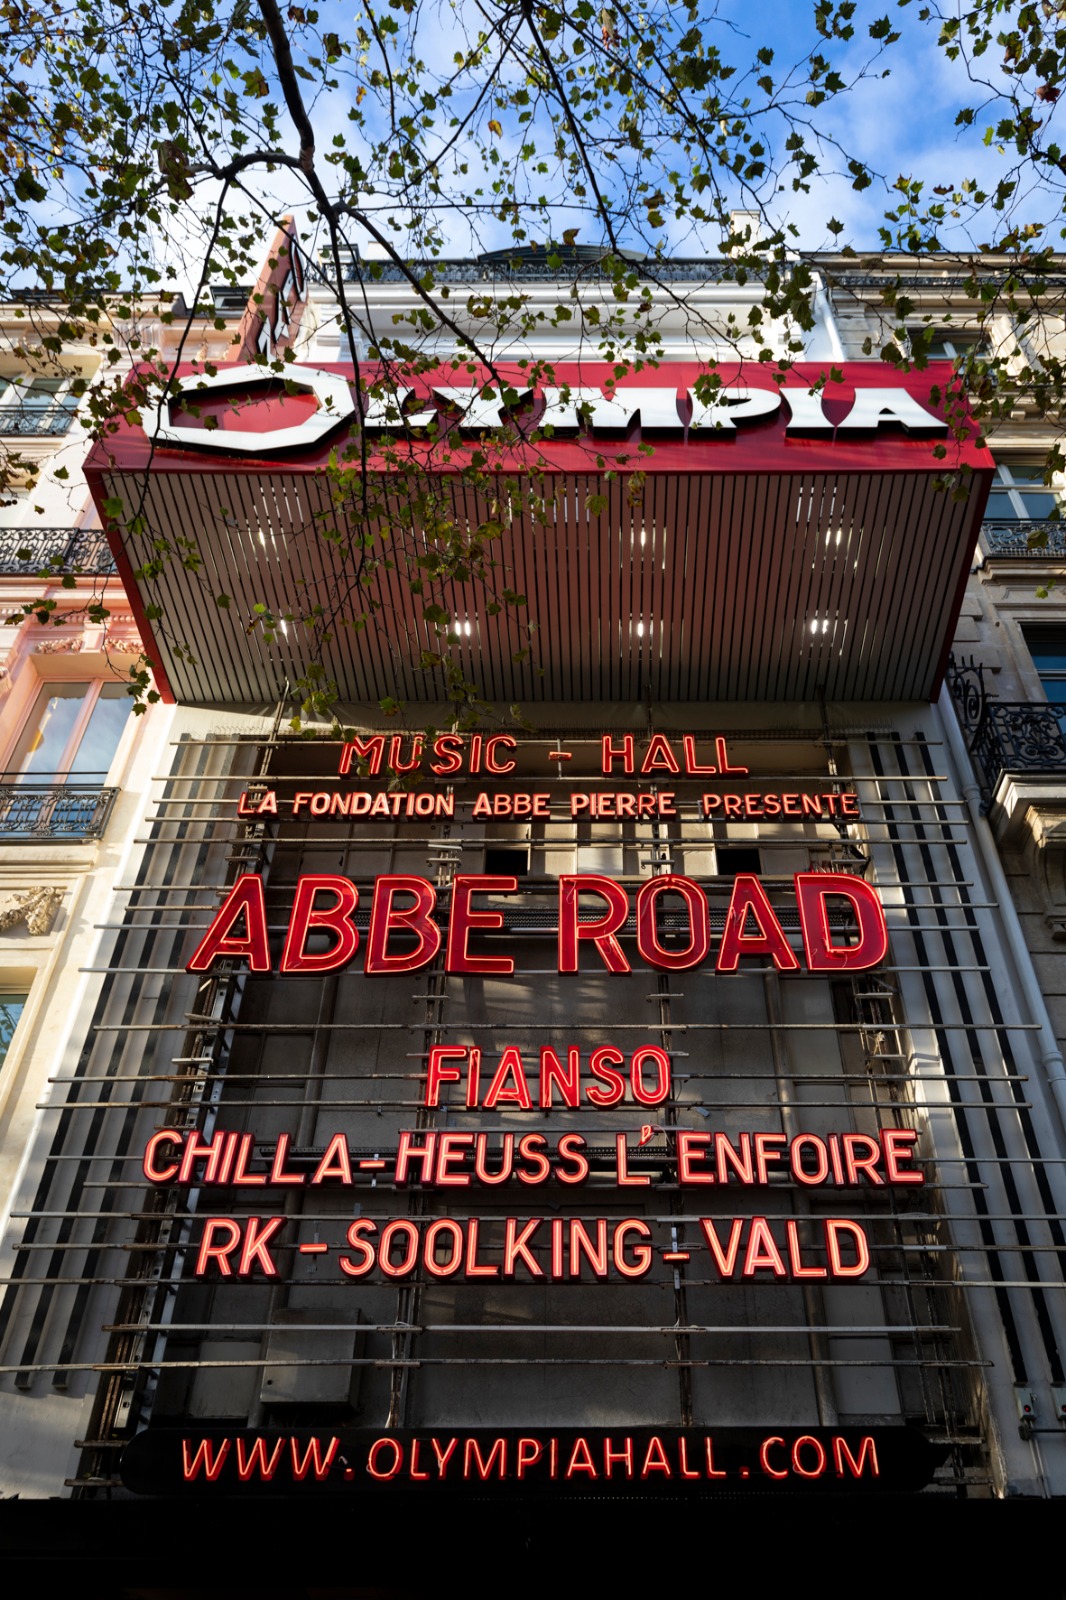 OLYMPIA
MUSIC - HALL
LA FONDATION ABBE PIERRE PRESENTE
ABBE ROAD
FIANSO
CHILLA-HEUSS L'ENFOIRE
RK-SOOLKING-VALD
WWW.OLYMPIAHALL.COM